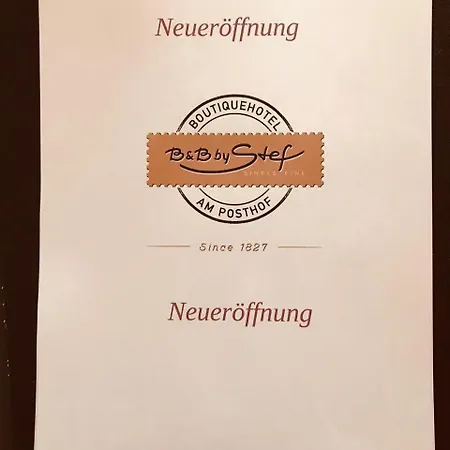 Neueröffnung
BOUTIQUEHOTEL
B&B by Stef
AM POSTHOF
Since 1827
Neueröffnung